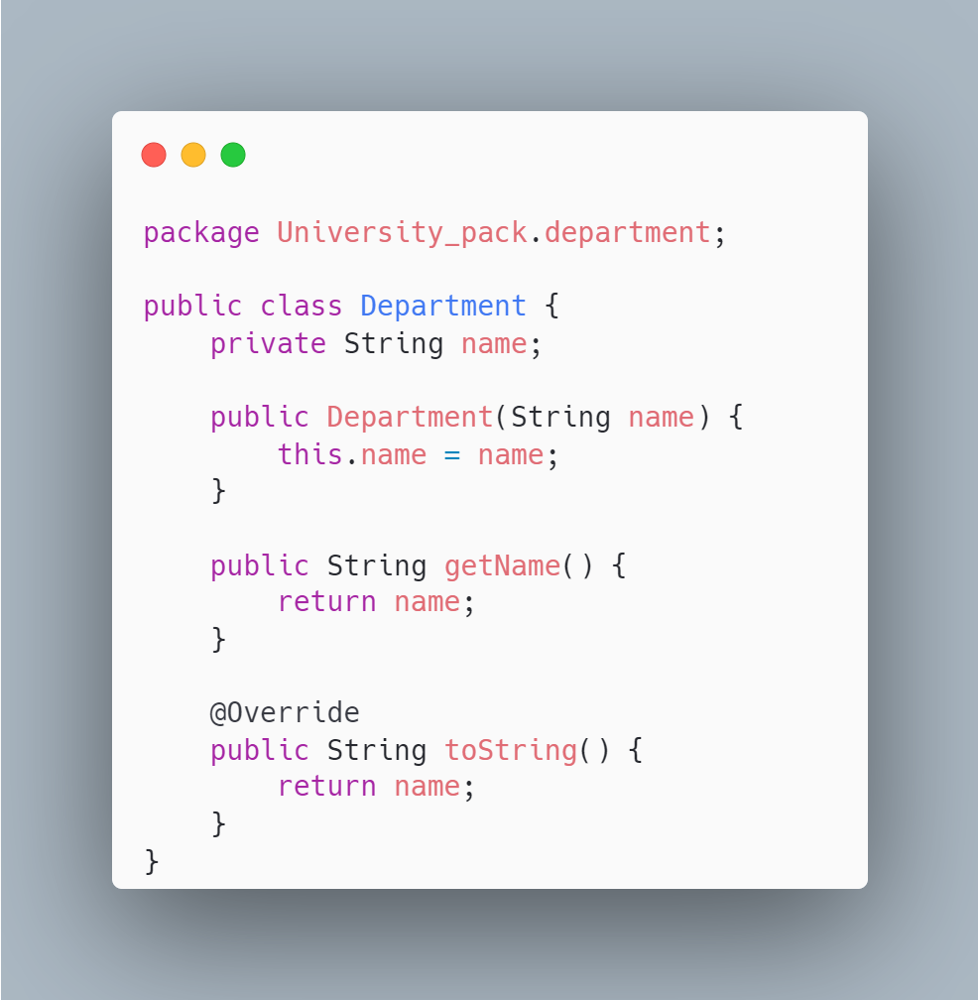 package University_pack.department;

public class Department {
    private String name;

    public Department(String name) {
        this.name = name;
    }

    public String getName() {
        return name;
    }

    @Override
    public String toString() {
        return name;
    }
}